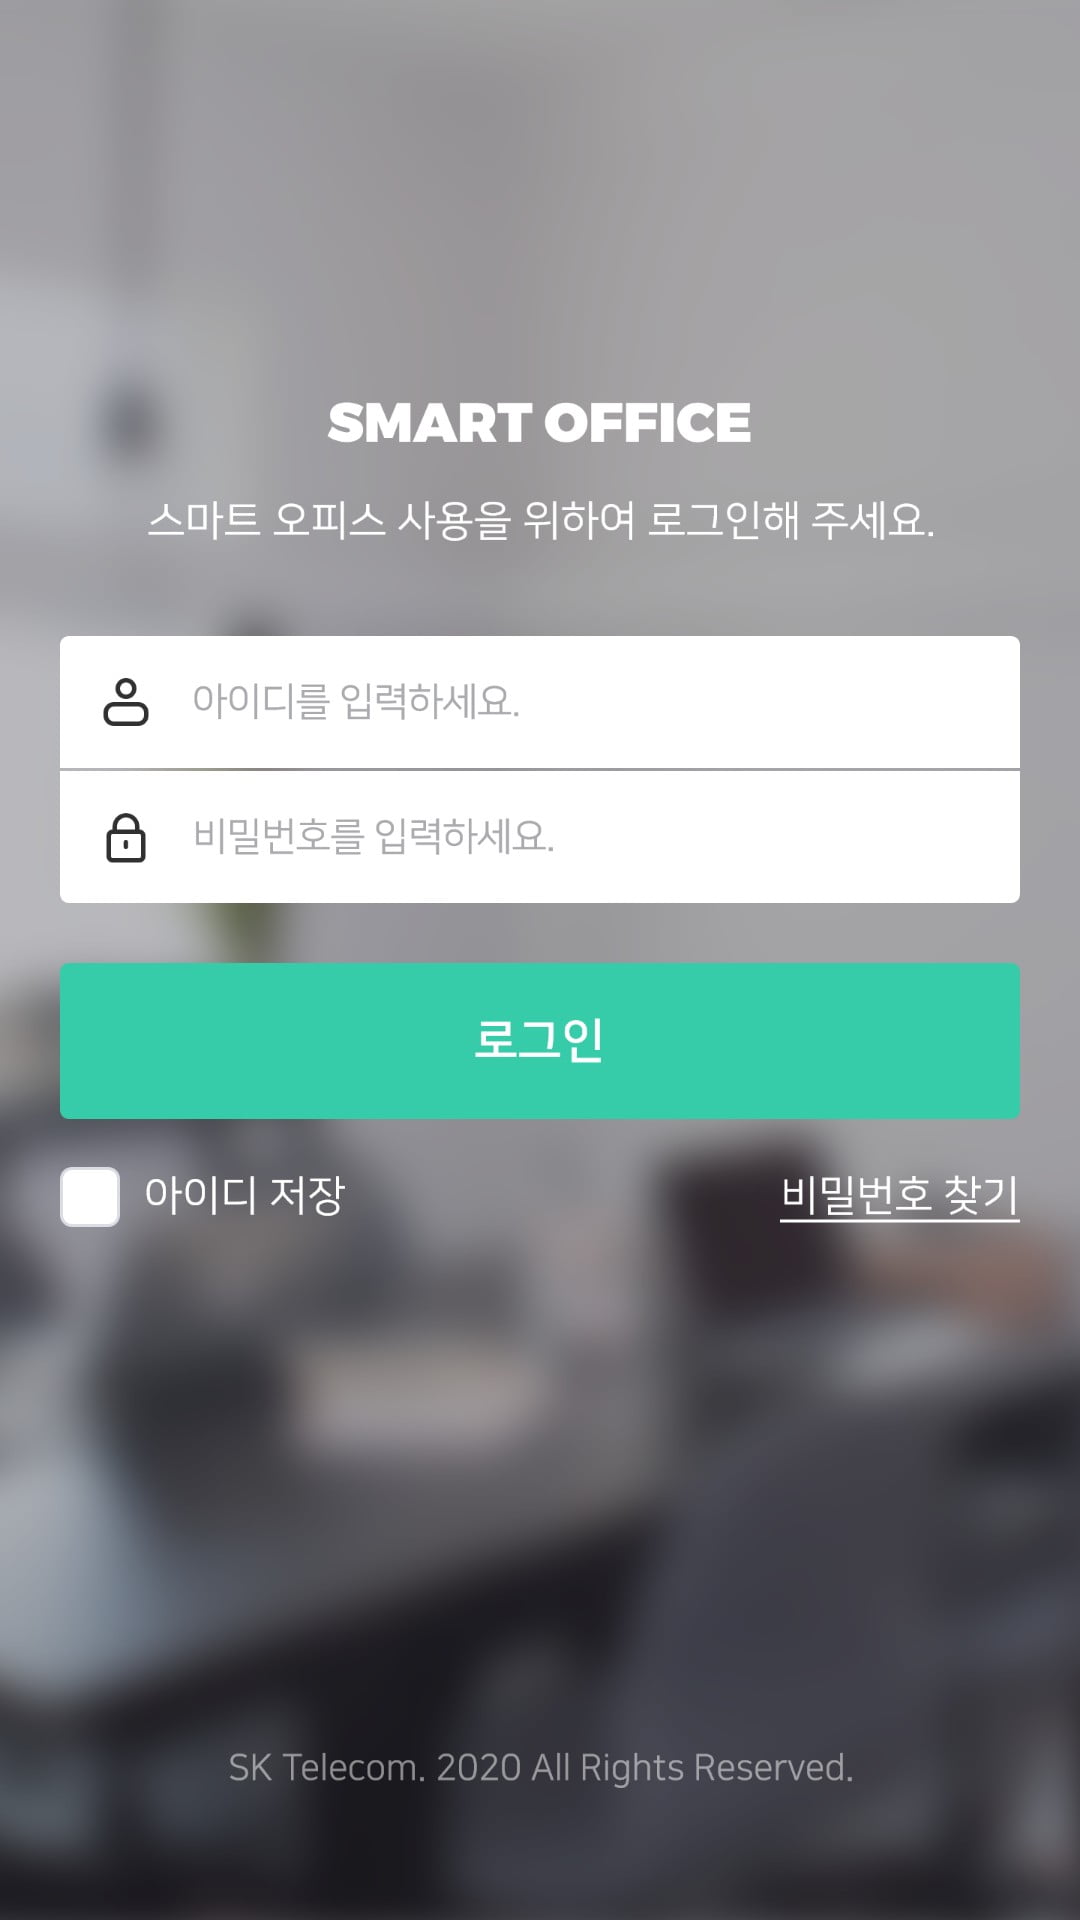 SMART OFFICE
스마트 오피스 사용을 위하여 로그인해 주세요.
아이디를 입력하세요.
비밀번호를 입력하세요.
로그인
아이디 저장
비밀번호 찾기
SK Telecom. 2020 All Rights Reserved.